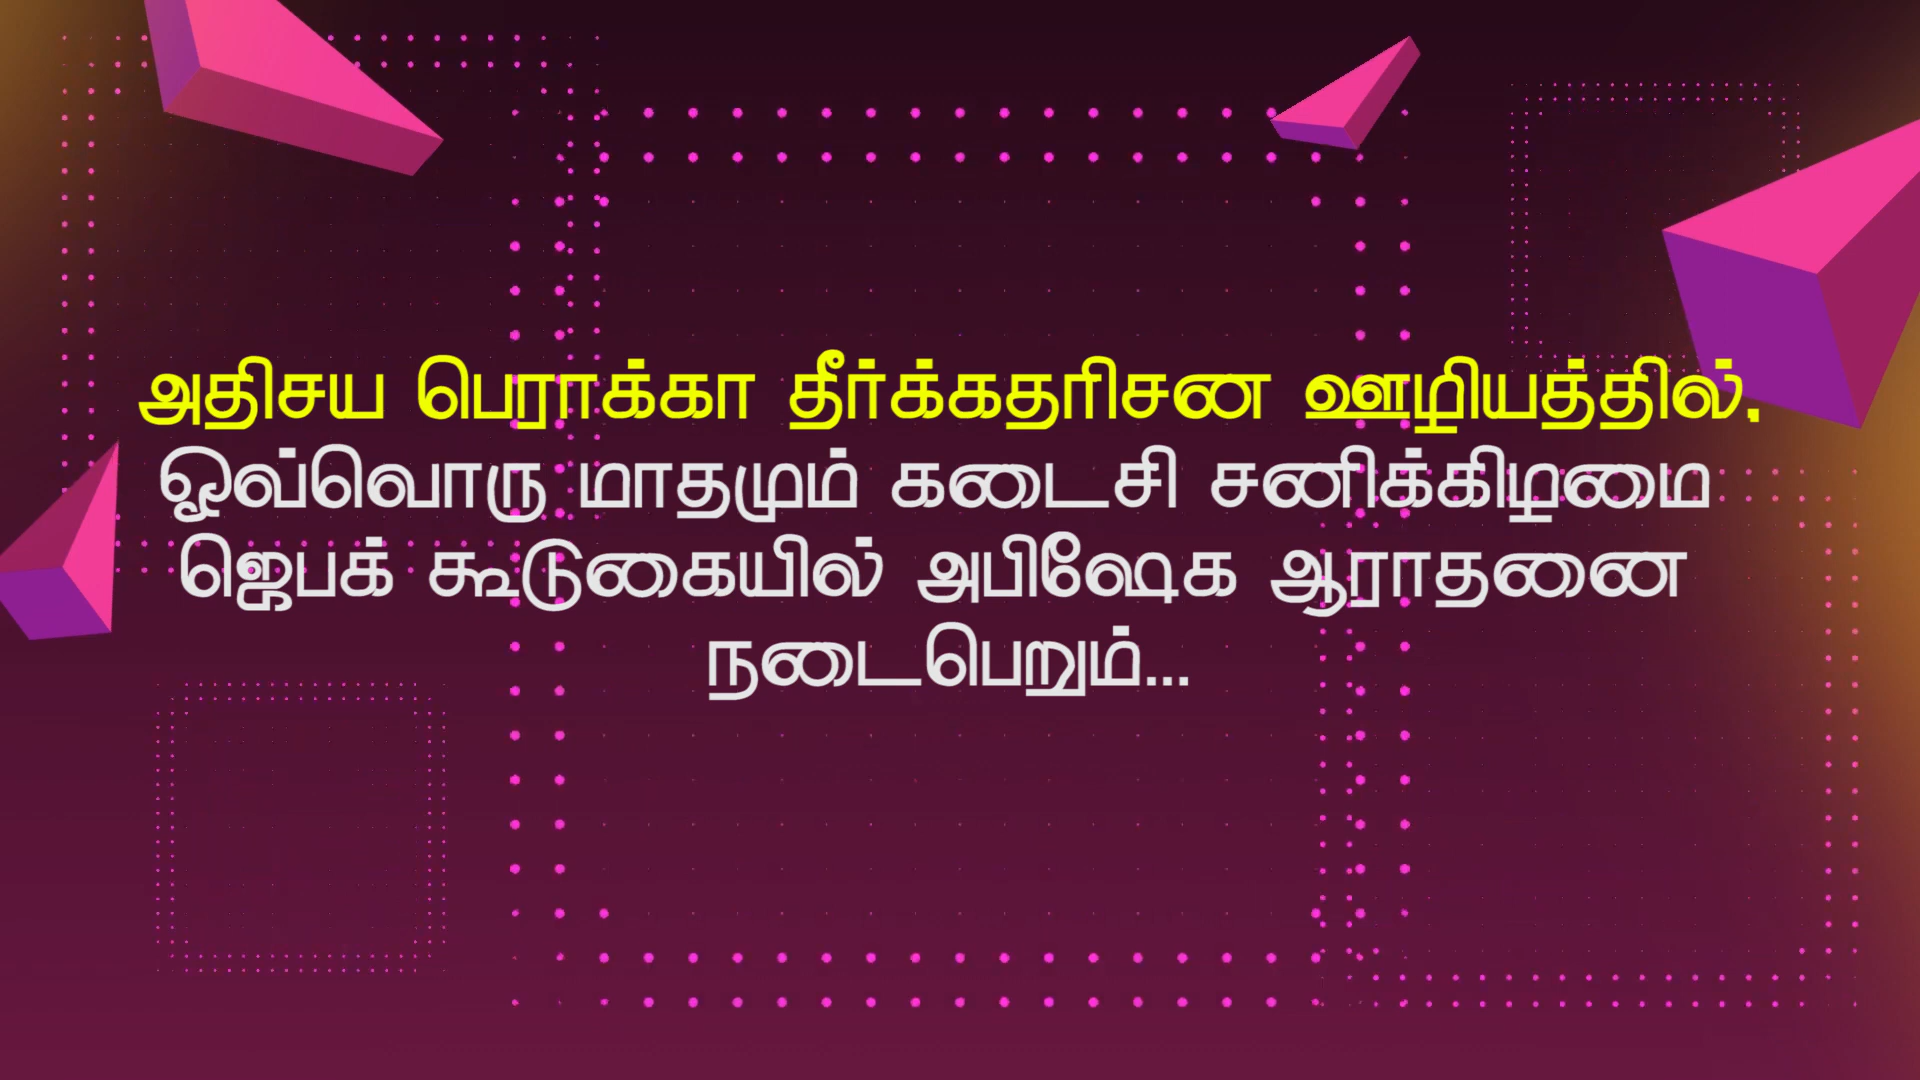 அதிசய பெராக்கா தீர்க்கதரிசன ஊழியத்தில்,
ஒவ்வொரு மாதமும் கடைசி சனிக்கிழமை
ஜெபக் கூடுகையில் அபிஷேக ஆராதனை
நடைபெறும்...